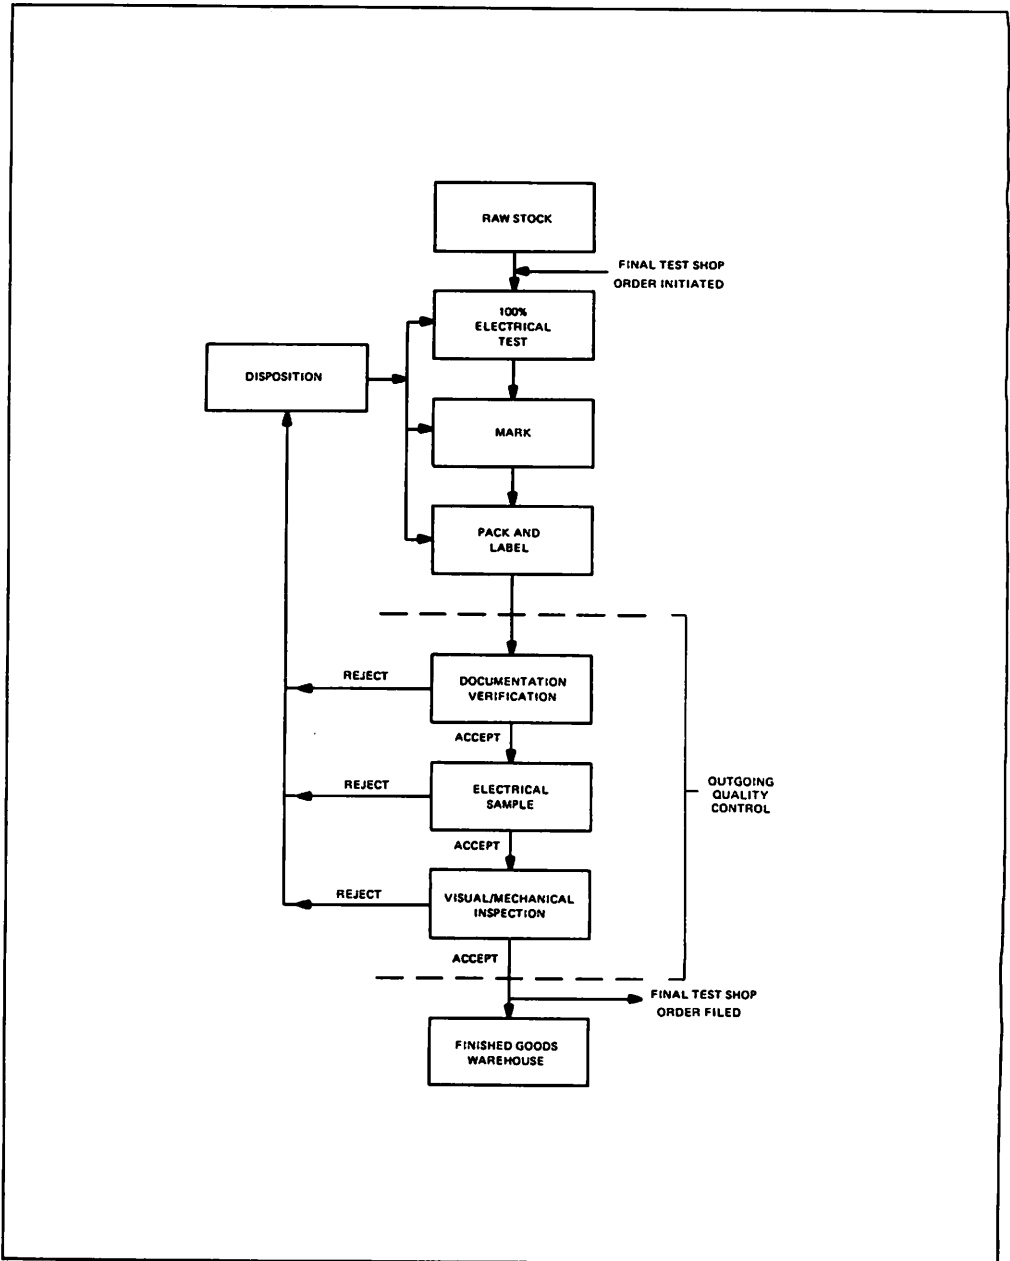 RAW STOCK
FINAL TEST SHOP
ORDER INITIATED
100%
ELECTRICAL
TEST
DISPOSITION
MARK
PACK AND
LABEL
REJECT
DOCUMENTATION
VERIFICATION
ACCEPT
REJECT
ELECTRICAL
SAMPLE
OUTGOING
QUALITY
CONTROL
ACCEPT
REJECT
VISUAL/MECHANICAL
INSPECTION
ACCEPT
FINAL TEST SHOP
ORDER FILED
FINISHED GOODS
WAREHOUSE